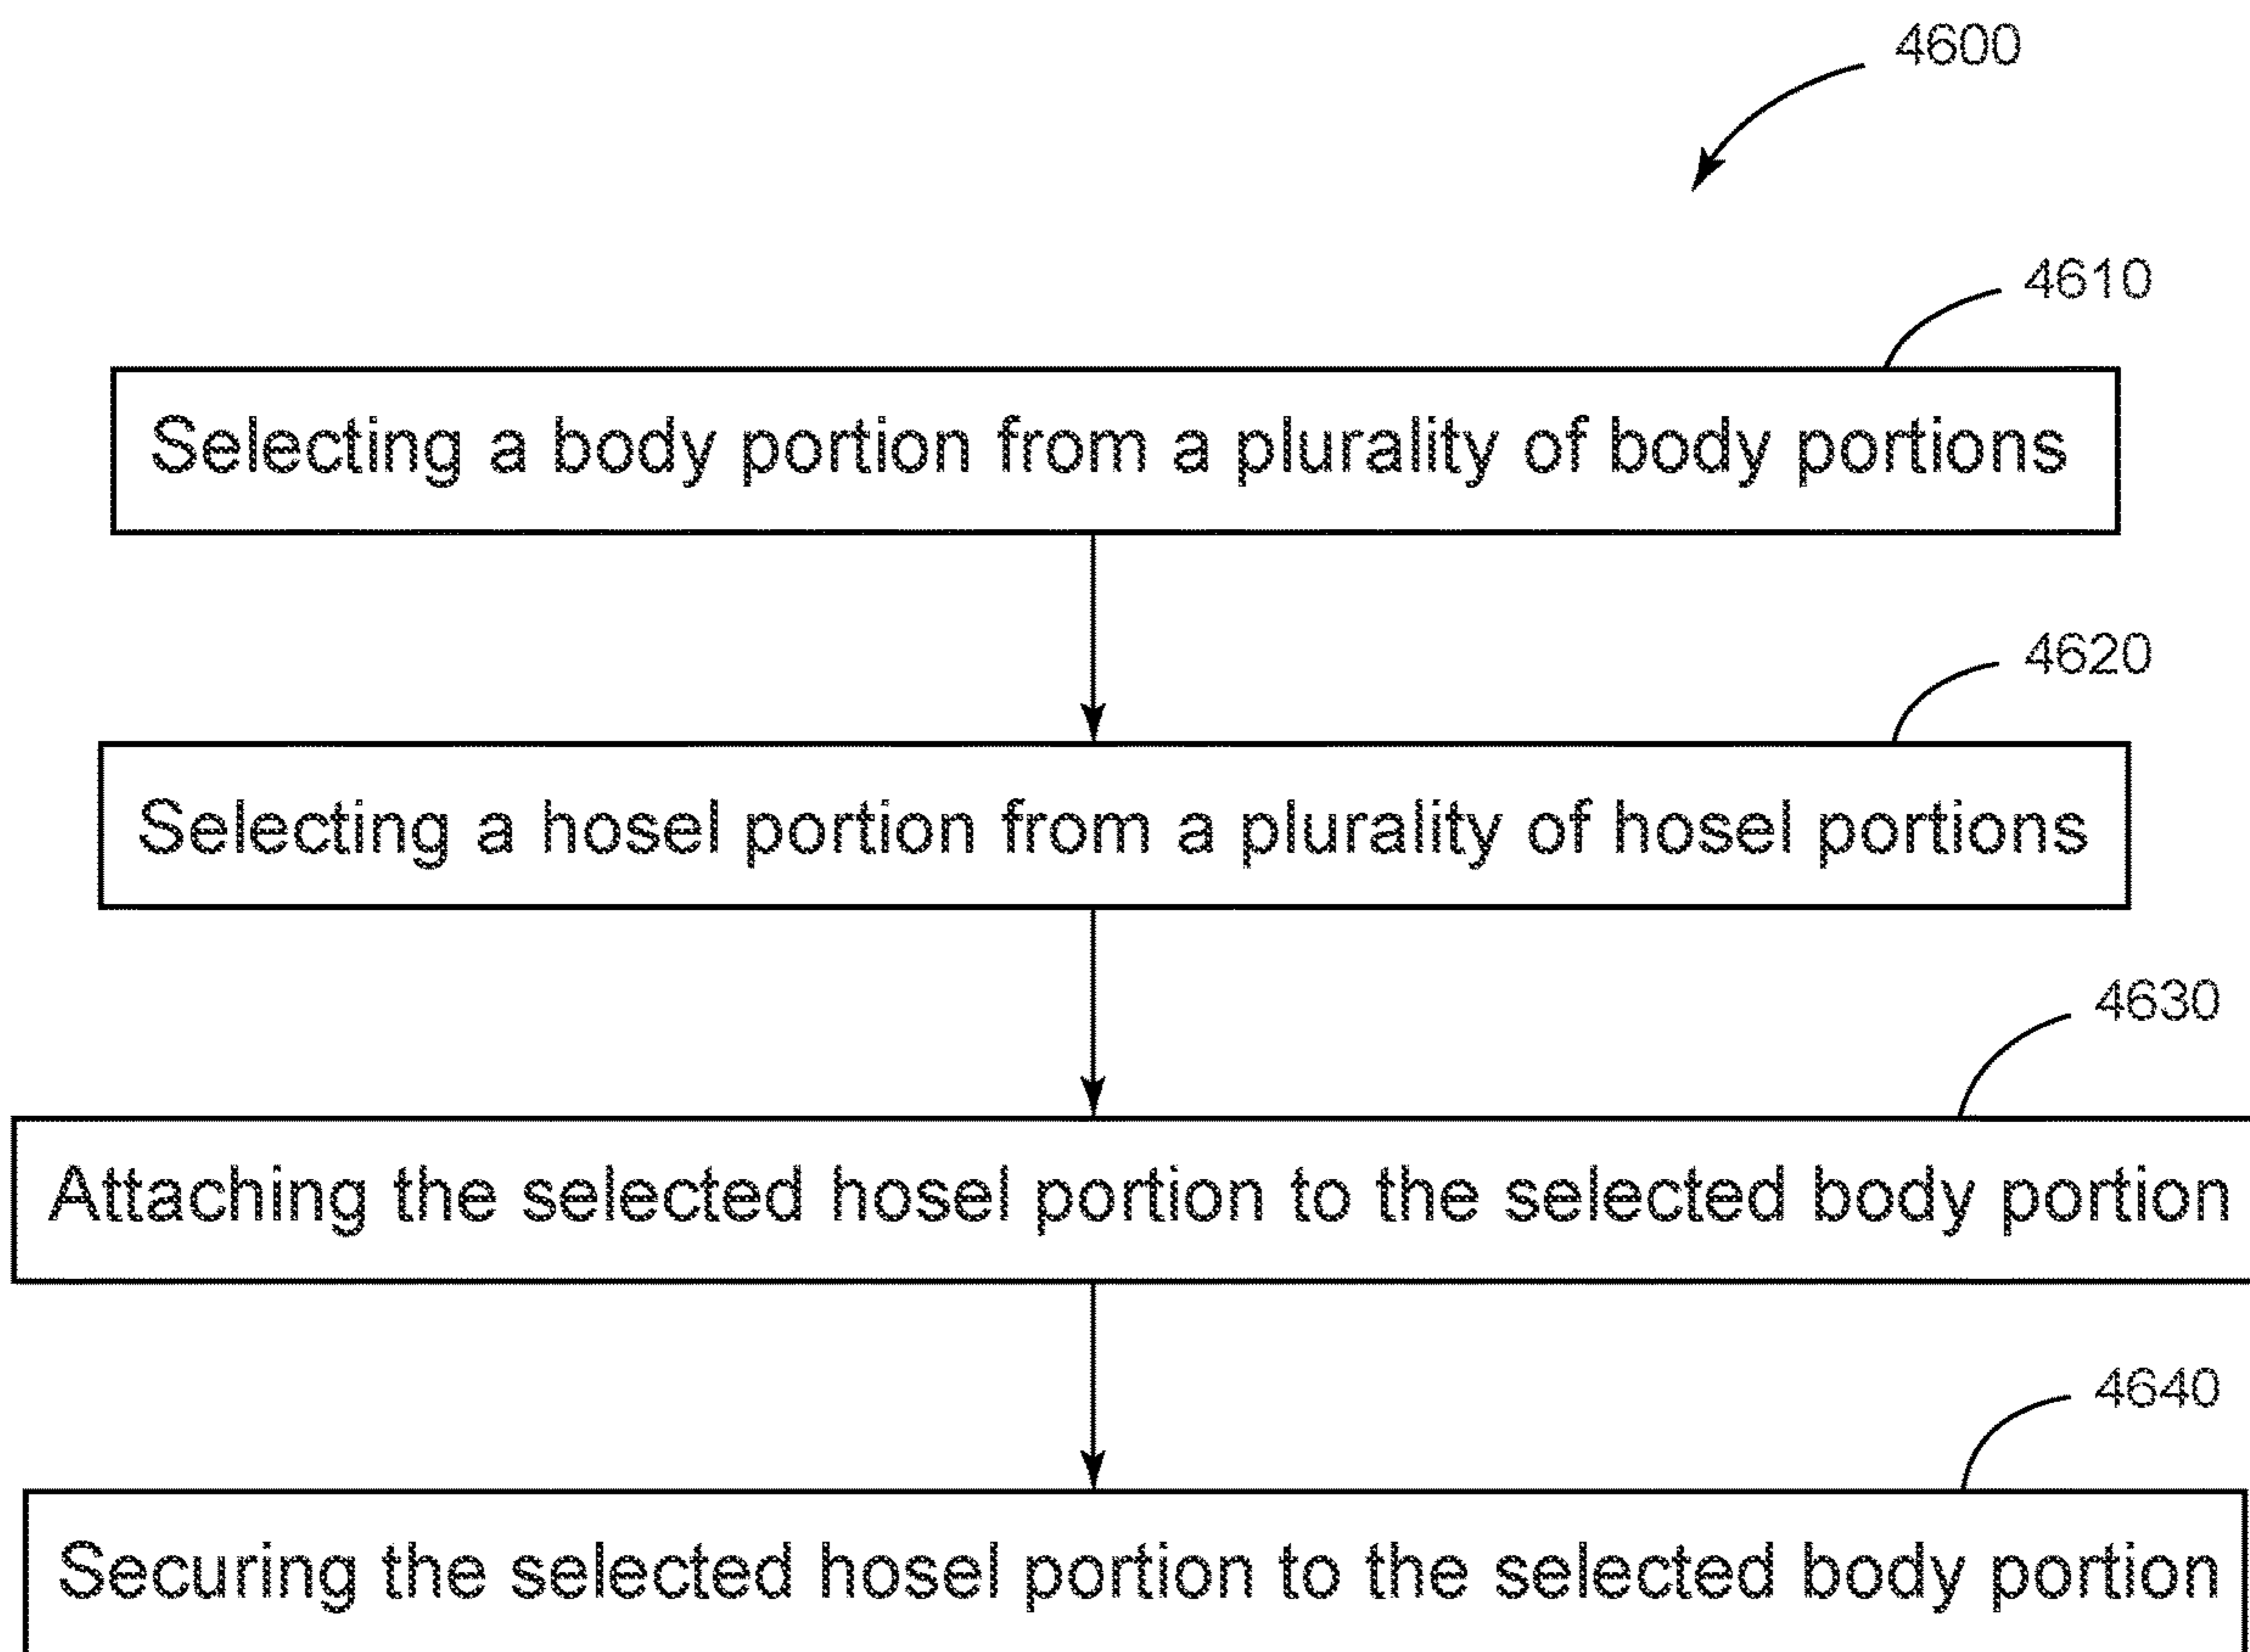 4600
4610
Selecting a body portion from a plurality of body portions
4620
Selecting a hosel portion from a plurality of hosel portions
4630
Attaching the selected hosel portion to the selected body portion
4640
Securing the selected hosel portion to the selected body portion